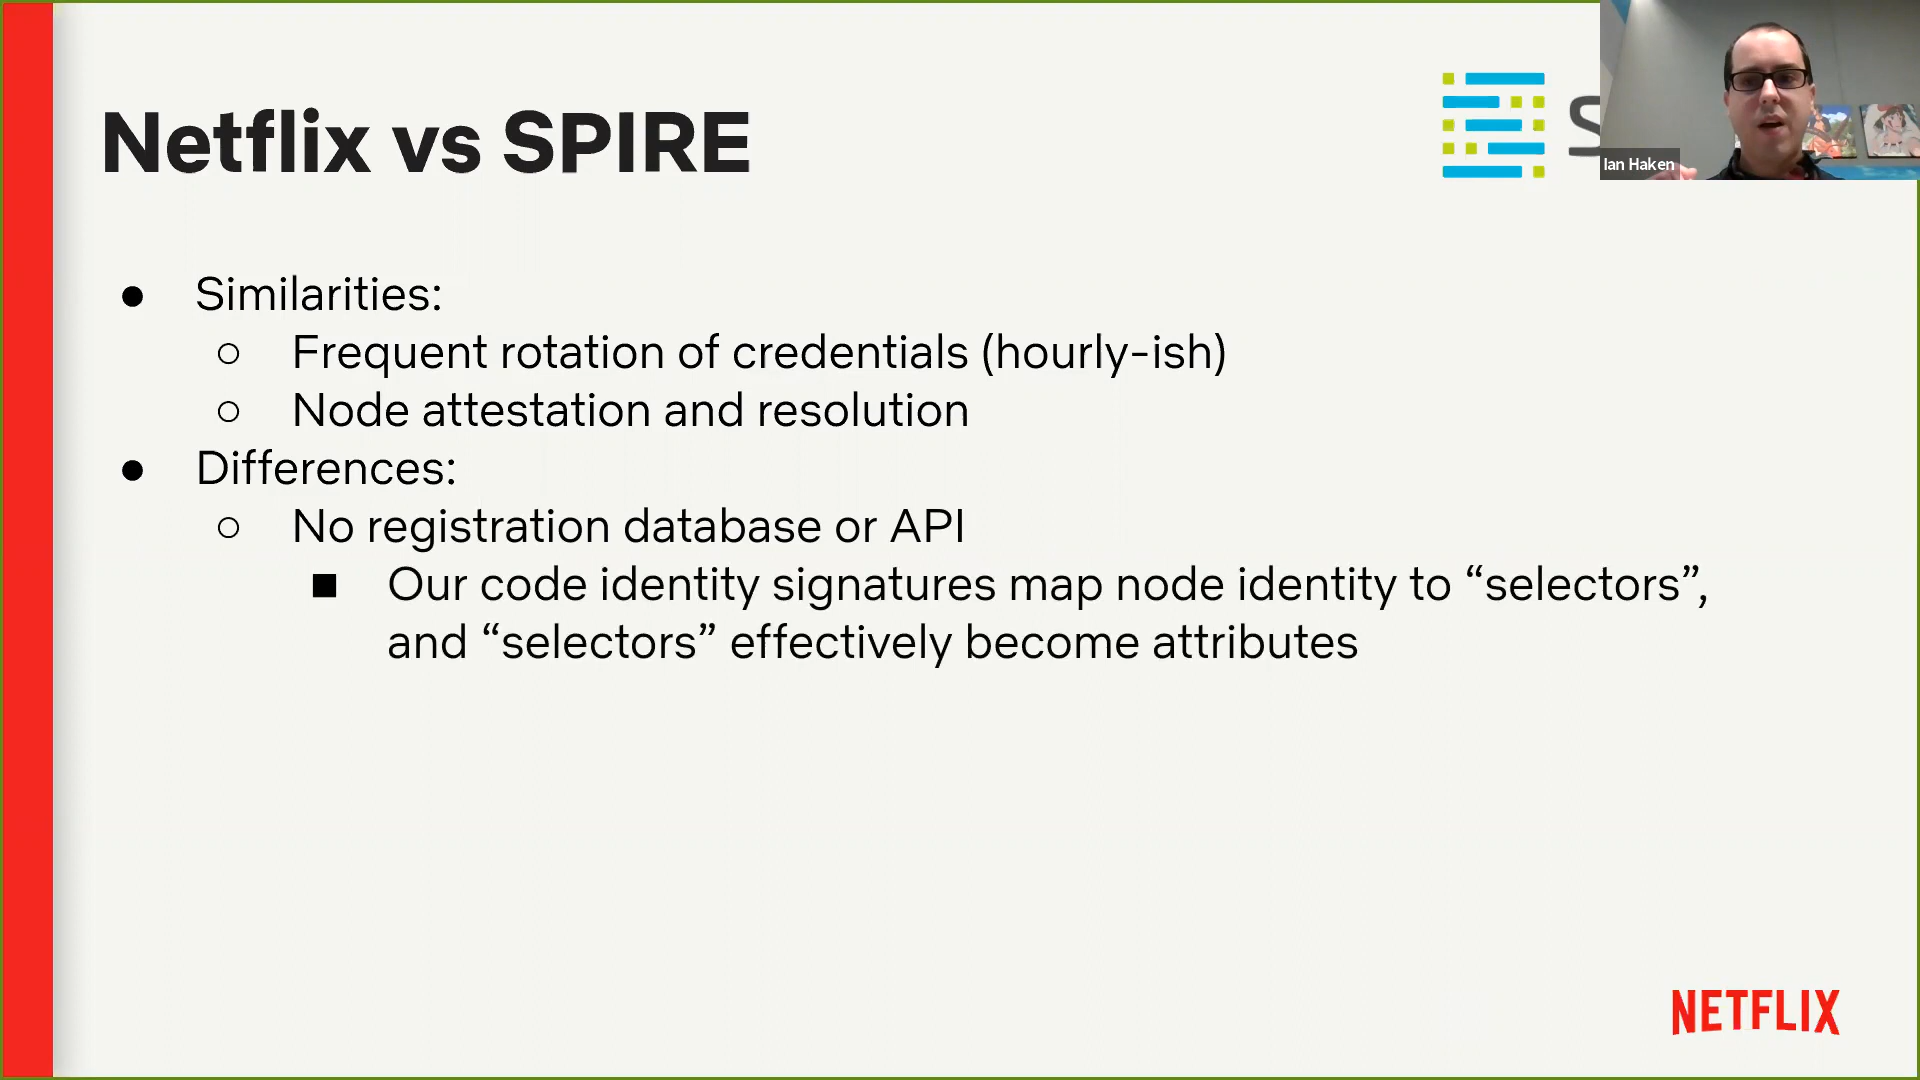 Netflix vs SPIRE
Ian Haken
● Similarities:
○ Frequent rotation of credentials (hourly-ish)
○ Node attestation and resolution
● Differences:
○ No registration database or API
■ Our code identity signatures map node identity to “selectors”,
and “selectors” effectively become attributes
NETFLIX